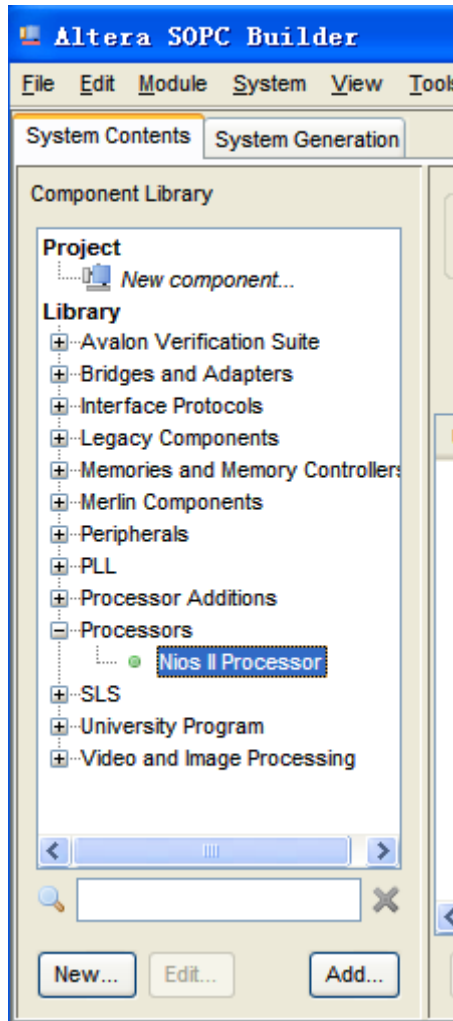 Altera SOPC Builder
File Edit Module System View Tools
System Contents System Generation
Component Library
Project
New component...
Library
Avalon Verification Suite
Bridges and Adapters
Interface Protocols
Legacy Components
Memories and Memory Controllers
Merlin Components
Peripherals
PLL
Processor Additions
Processors
Nios II Processor
SLS
University Program
Video and Image Processing
New... Edit... Add...